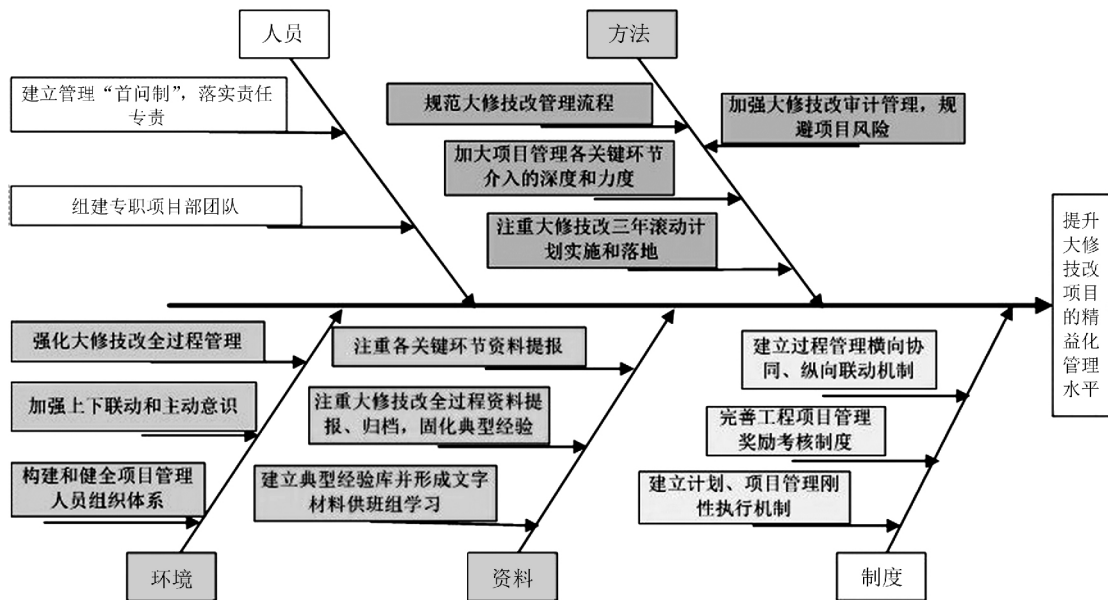 人员
方法
建立管理“首问制”，落实责任
专责
规范大修技改管理流程
加强大修技改审计管理，规
避项目风险
加大项目管理各关键环节
介入的深度和力度
组建专职项目部团队
注重大修技改三年滚动计
划实施和落地
提升
大修
技改
项目
的精
益化
管理
水平
强化大修技改全过程管理
注重各关键环节资料提报
建立过程管理横向协
同、纵向联动机制
加强上下联动和主动意识
注重大修技改全过程资料提
报、归档，固化典型经验
完善工程项目管理
奖励考核制度
构建和健全项目管理
人员组织体系
建立典型经验库并形成文字
材料供班组学习
建立计划、项目管理刚
性执行机制
环境
资料
制度